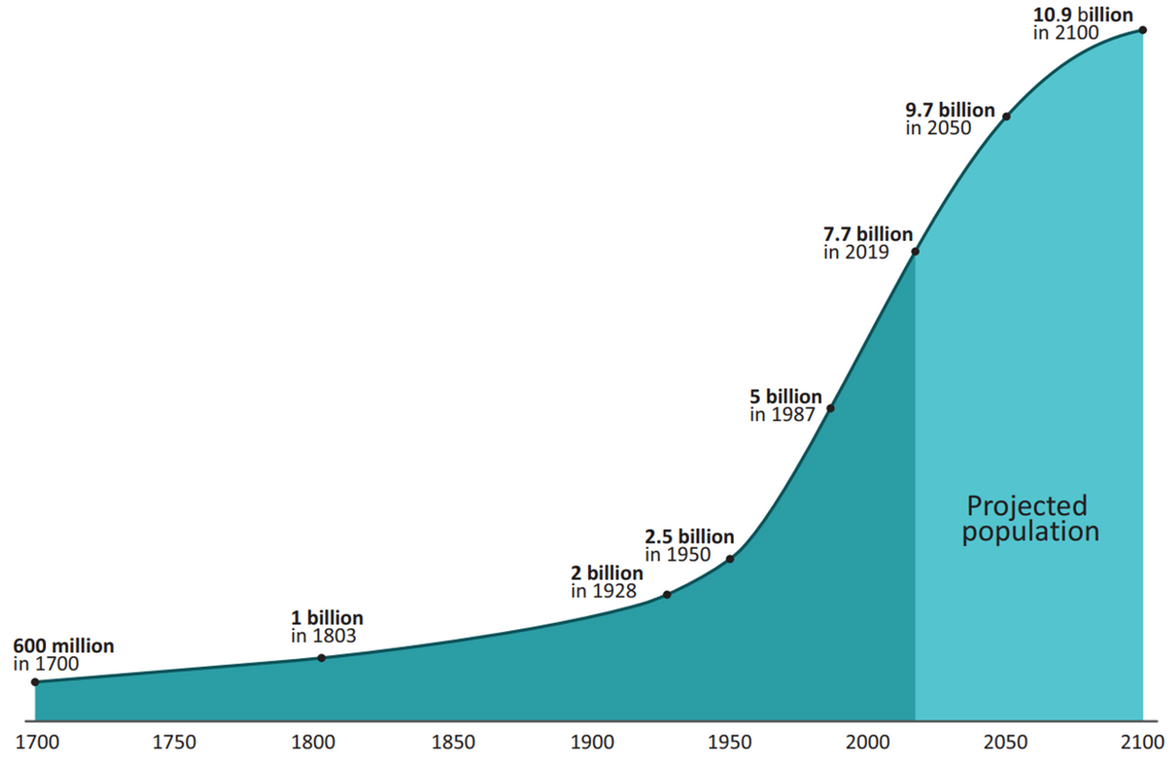 10.9 billion
in 2100
9.7 billion
in 2050
7.7 billion
in 2019
5 billion
in 1987
2.5 billion
in 1950
2 billion
in 1928
1 billion
in 1803
600 million
in 1700
Projected
population
1700 1750 1800 1850 1900 1950 2000 2050 2100